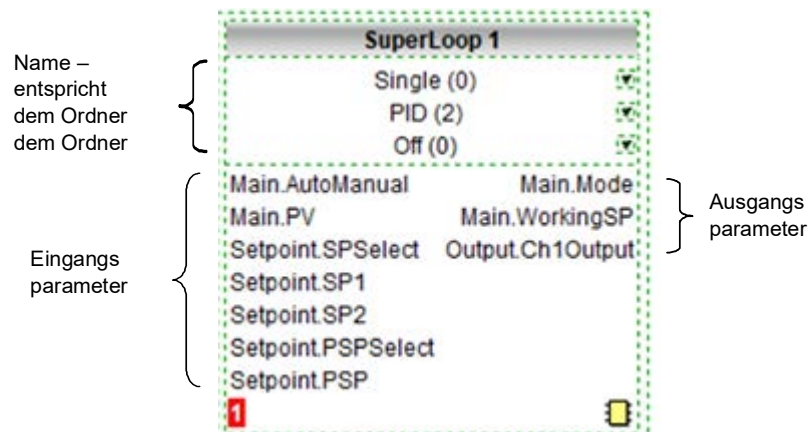 SuperLoop 1
Name –
entspricht
dem Ordner
dem Ordner
Single (0)
PID (2)
Off (0)
Eingangs
parameter
Main.AutoManual
Main.PV
Setpoint.SPSelect
Setpoint.SP1
Setpoint.SP2
Setpoint.PSPSelect
Setpoint.PSP
1
Main.Mode
Main.WorkingSP
Output.Ch1Output
Ausgangs
parameter